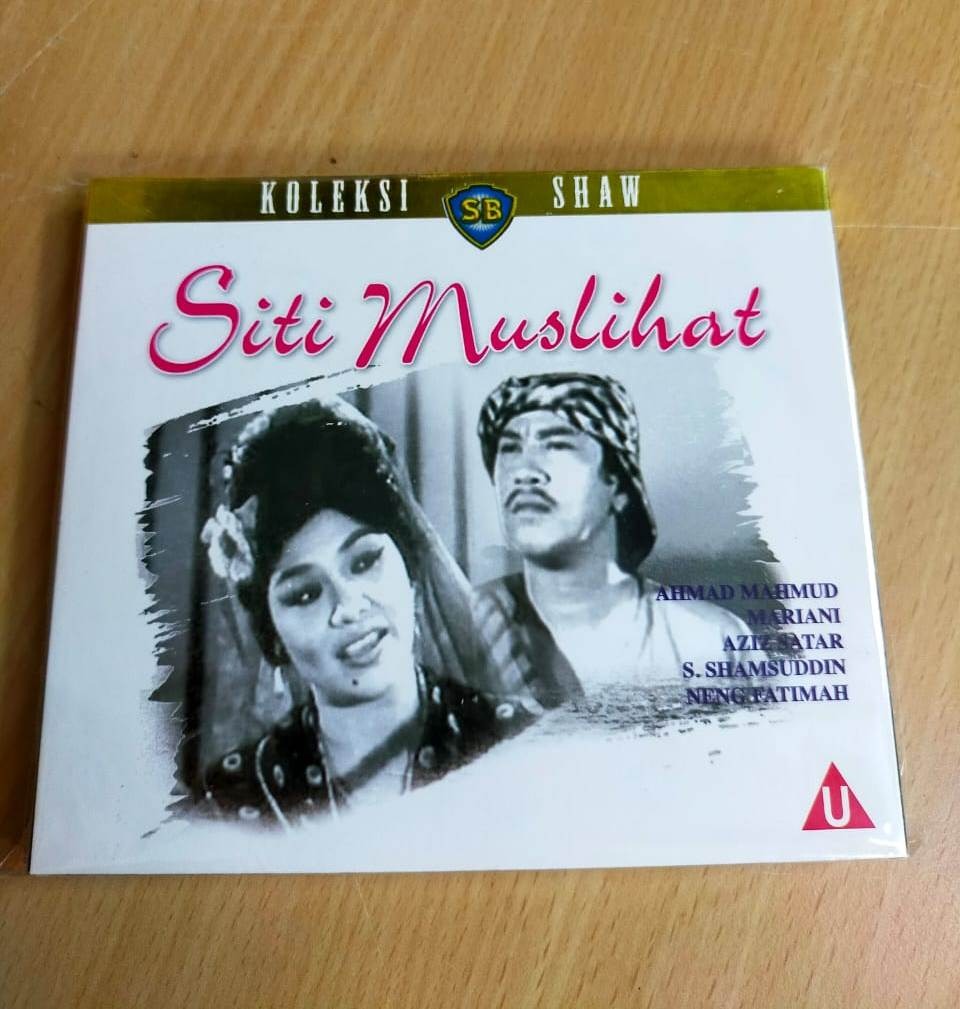 KOLEKSI SB SHAW
Siti Muslihat
AHMAD MAHMUD
MARIANI
AZIZ SATAR
S. SHAMSUDDIN
NENG FATIMAH
U